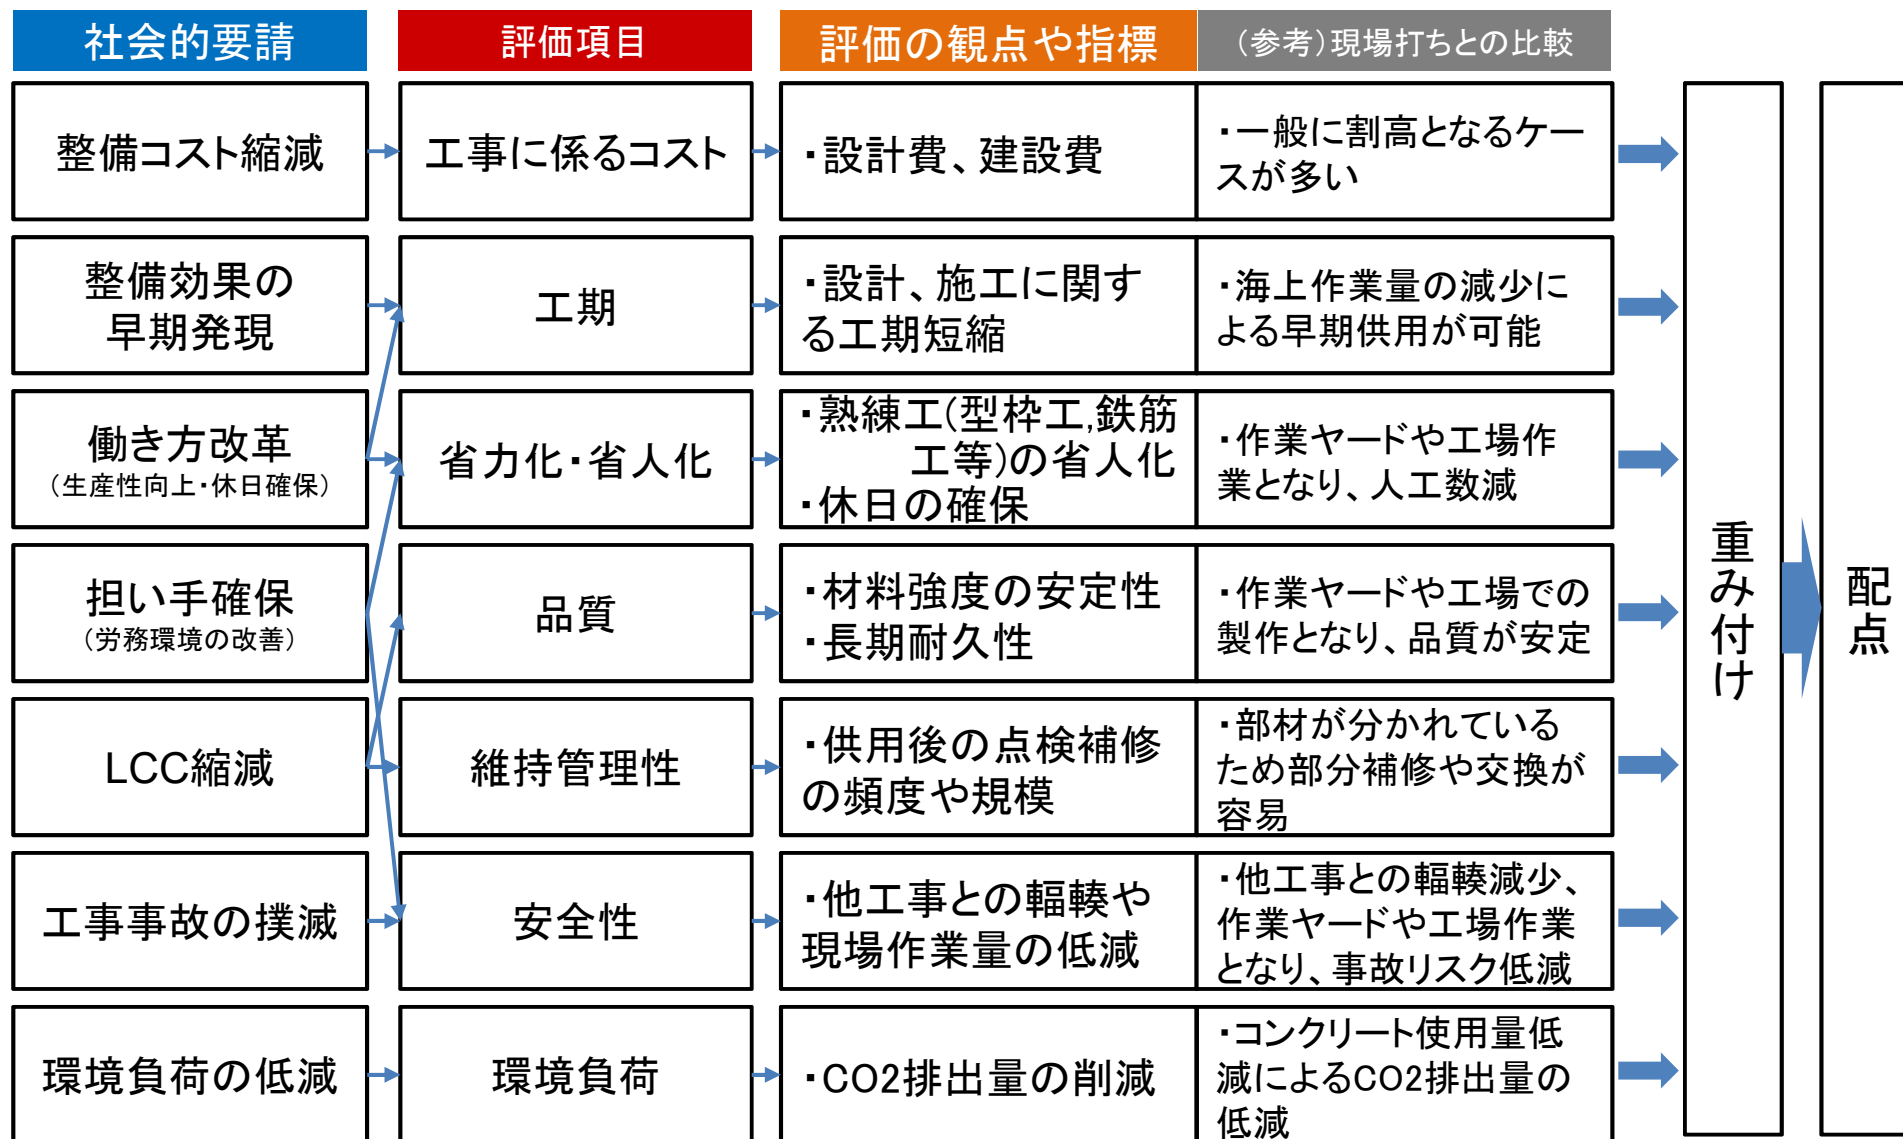 社会的要請
評価項目
評価の観点や指標
（参考）現場打ちとの比較
整備コスト縮減
工事に係るコスト
・設計費、建設費
・一般に割高となるケー
スが多い
整備効果の
早期発現
工期
・設計、施工に関す
る工期短縮
・海上作業量の減少に
よる早期供用が可能
働き方改革
（生産性向上・休日確保）
省力化・省人化
・熟練工(型枠工,鉄筋
工等)の省人化
・休日の確保
・作業ヤードや工場作
業となり、人工数減
担い手確保
（労務環境の改善）
品質
・材料強度の安定性
・長期耐久性
・作業ヤードや工場での
製作となり、品質が安定
LCC縮減
維持管理性
・供用後の点検補修
の頻度や規模
・部材が分かれている
ため部分補修や交換が
容易
工事事故の撲滅
安全性
・他工事との輻輳や
現場作業量の低減
・他工事との輻輳減少、
作業ヤードや工場作業
となり、事故リスク低減
環境負荷の低減
環境負荷
・CO2排出量の削減
・コンクリート使用量低
減によるCO2排出量の
低減
重み付け
配点